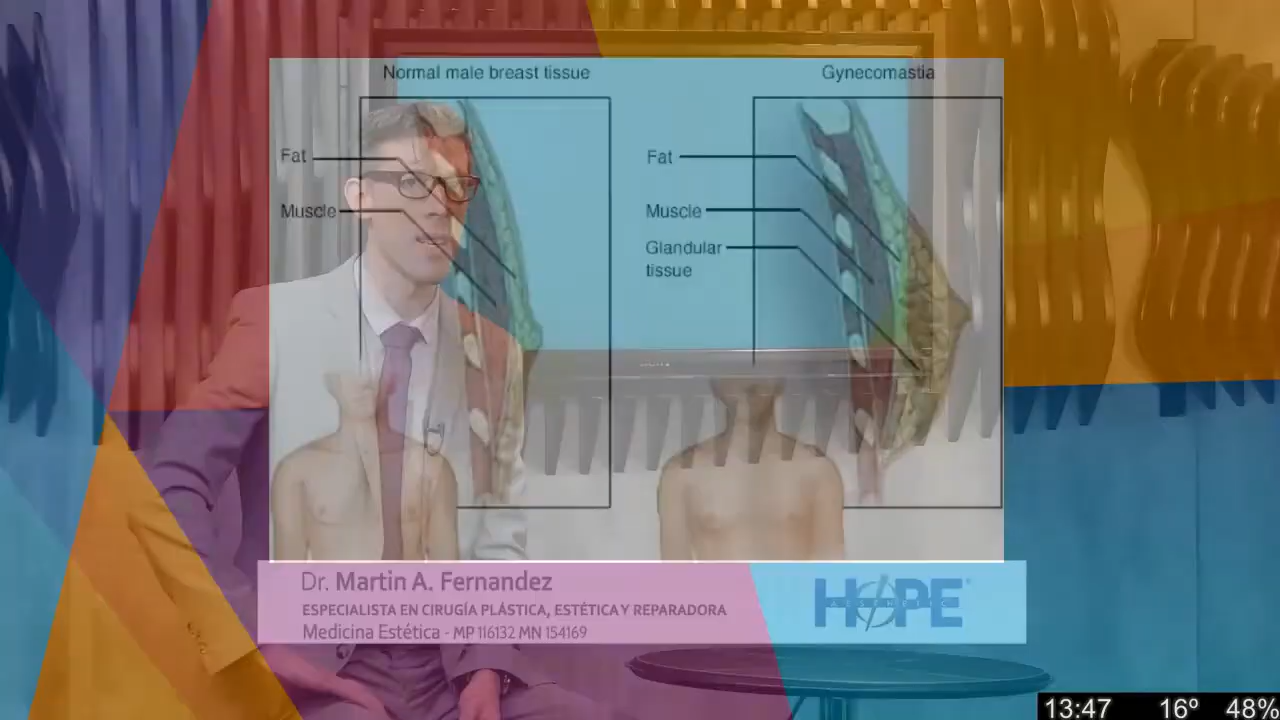 Normal male breast tissue
Gynecomastia
Fat
Muscle
Fat
Muscle
Glandular
tissue
Dr. Martin A. Fernandez
ESPECIALISTA EN CIRUGÍA PLÁSTICA, ESTÉTICA Y REPARADORA
Medicina Estética - MP 116132 MN 154169
HOPE
13:47 16º 48%